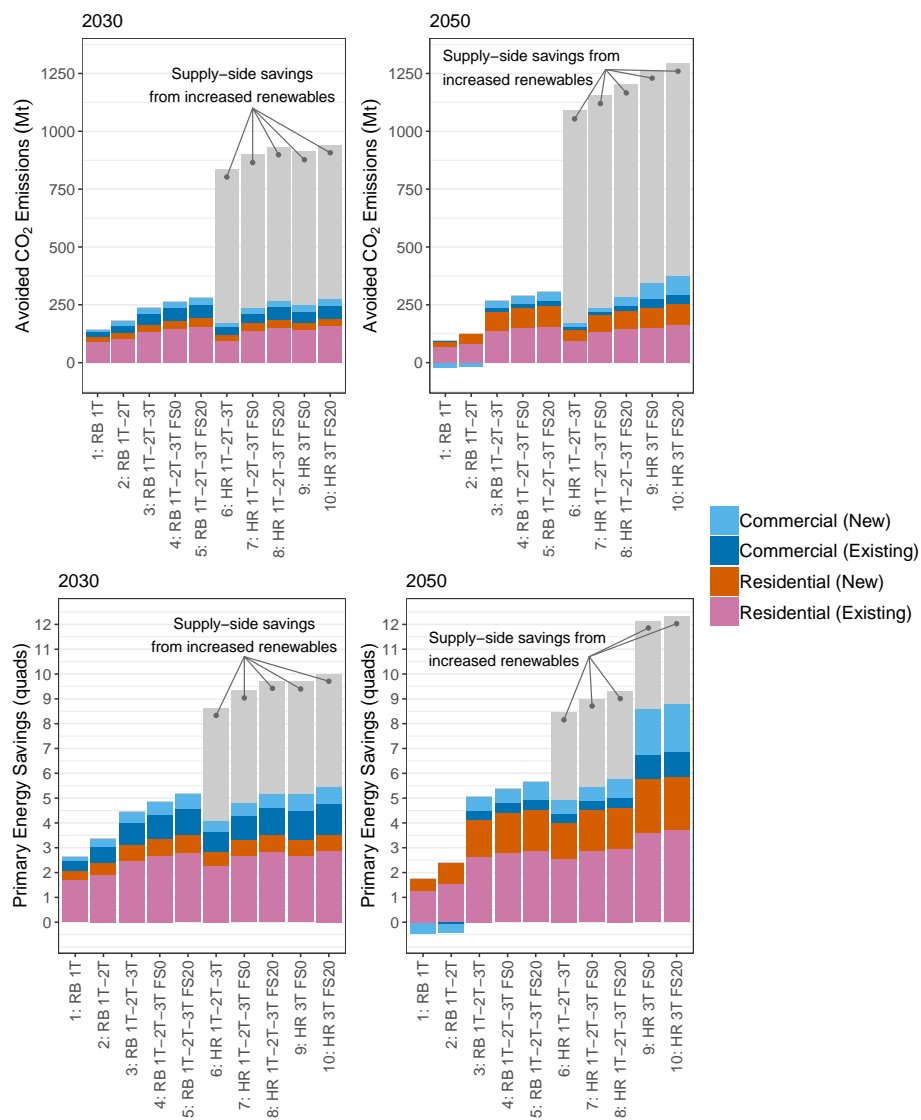 2030
Avoided CO2 Emissions (Mt)
1250
1000
750
500
250
0
Supply−side savings
from increased renewables
1: RB 1T
2: RB 1T−2T
3: RB 1T−2T−3T
4: RB 1T−2T−3T FS0
5: RB 1T−2T−3T FS20
6: HR 1T−2T−3T
7: HR 1T−2T−3T FS0
8: HR 1T−2T−3T FS20
9: HR 3T FS0
10: HR 3T FS20
2050
Avoided CO2 Emissions (Mt)
1250
1000
750
500
250
0
Supply−side savings from
increased renewables
1: RB 1T
2: RB 1T−2T
3: RB 1T−2T−3T
4: RB 1T−2T−3T FS0
5: RB 1T−2T−3T FS20
6: HR 1T−2T−3T
7: HR 1T−2T−3T FS0
8: HR 1T−2T−3T FS20
9: HR 3T FS0
10: HR 3T FS20
Commercial (New)
Commercial (Existing)
Residential (New)
Residential (Existing)
2030
Primary Energy Savings (quads)
12
11
10
9
8
7
6
5
4
3
2
1
0
Supply−side savings
from increased renewables
1: RB 1T
2: RB 1T−2T
3: RB 1T−2T−3T
4: RB 1T−2T−3T FS0
5: RB 1T−2T−3T FS20
6: HR 1T−2T−3T
7: HR 1T−2T−3T FS0
8: HR 1T−2T−3T FS20
9: HR 3T FS0
10: HR 3T FS20
2050
Primary Energy Savings (quads)
12
11
10
9
8
7
6
5
4
3
2
1
0
Supply−side savings from
increased renewables
1: RB 1T
2: RB 1T−2T
3: RB 1T−2T−3T
4: RB 1T−2T−3T FS0
5: RB 1T−2T−3T FS20
6: HR 1T−2T−3T
7: HR 1T−2T−3T FS0
8: HR 1T−2T−3T FS20
9: HR 3T FS0
10: HR 3T FS20